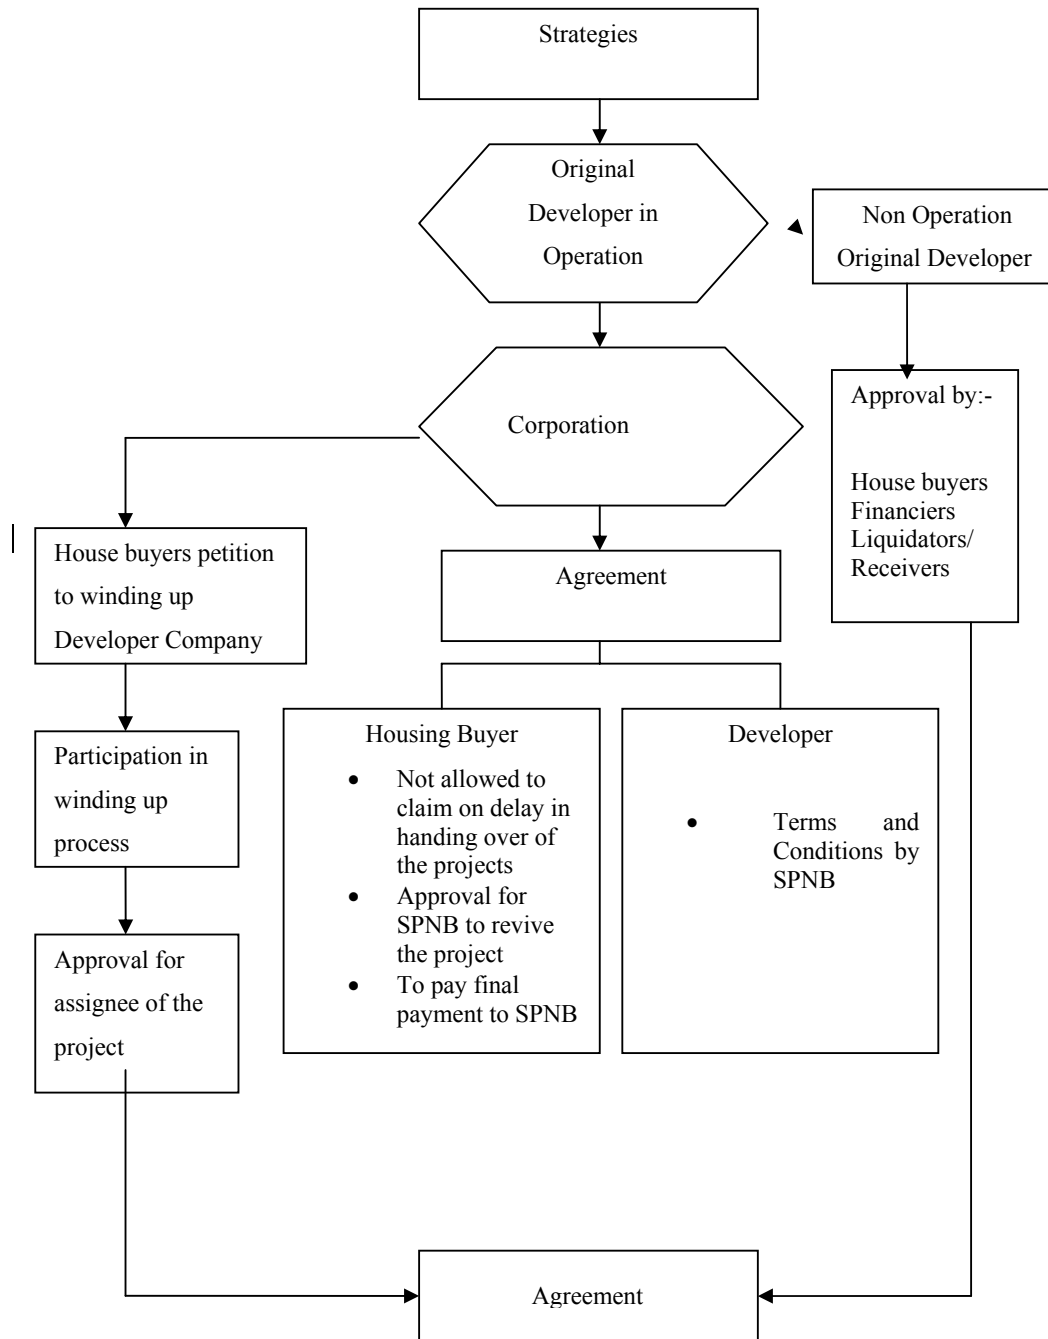 Strategies
Original
Developer in
Operation
Non Operation
Original Developer
Corporation
Approval by:-
House buyers
Financiers
Liquidators/
Receivers
House buyers petition
to winding up
Developer Company
Agreement
Participation in
winding up
process
Approval for
assignee of the
project
Housing Buyer
• Not allowed to
claim on delay in
handing over of
the projects
• Approval for
SPNB to revive
the project
• To pay final
payment to SPNB
Developer
• Terms and
Conditions by
SPNB
Agreement